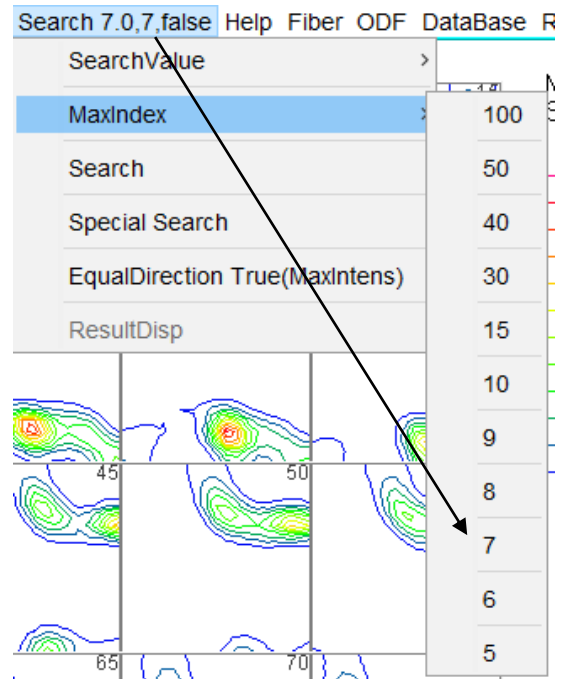 Search 7.0,7,false Help Fiber ODF DataBase R
SearchValue
MaxIndex
Search
Special Search
EqualDirection True(MaxIntens)
ResultDisp
100
50
40
30
15
10
9
8
7
6
5
45
50
65
70